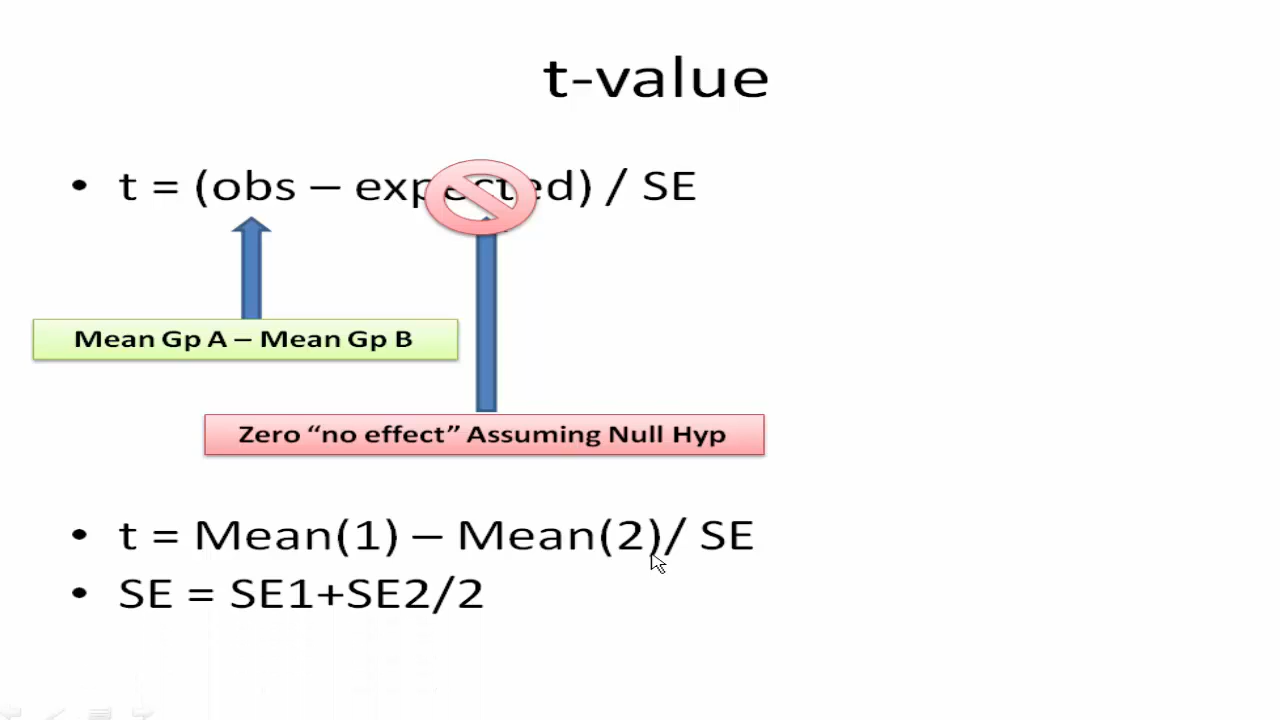 t-value
• t = (obs – expected) / SE
Mean Gp A – Mean Gp B
Zero “no effect” Assuming Null Hyp
• t = Mean(1) – Mean(2)/ SE
• SE = SE1+SE2/2